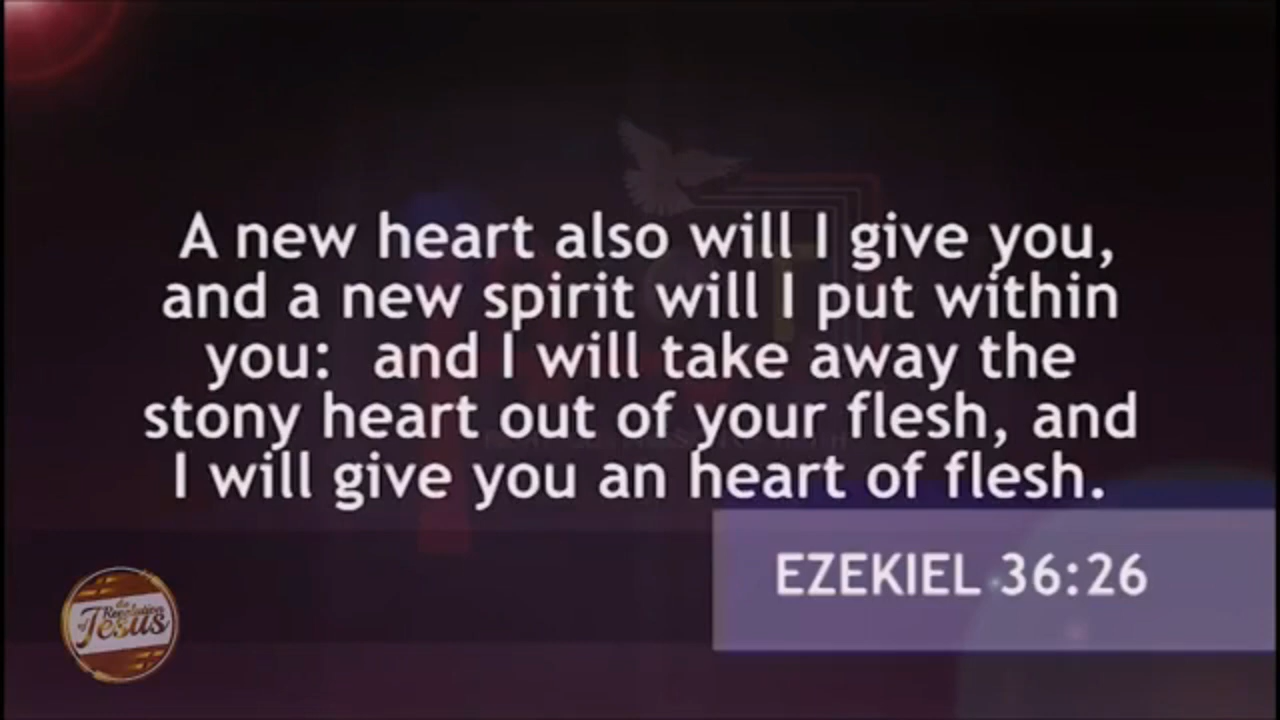 A new heart also will I give you,
and a new spirit will I put within
you:  and I will take away the
stony heart out of your flesh, and
I will give you an heart of flesh.
EZEKIEL 36:26
the
Revolution
of Jesus